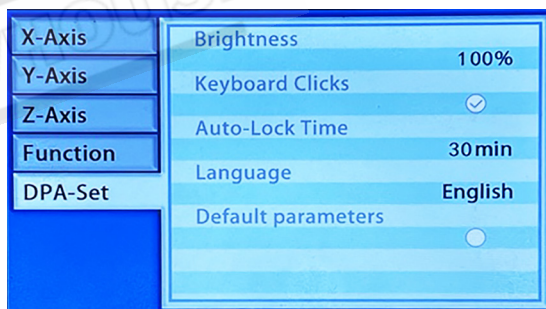 X-Axis
Y-Axis
Z-Axis
Function
DPA-Set
Brightness
100%
Keyboard Clicks
Auto-Lock Time
30min
Language
English
Default parameters